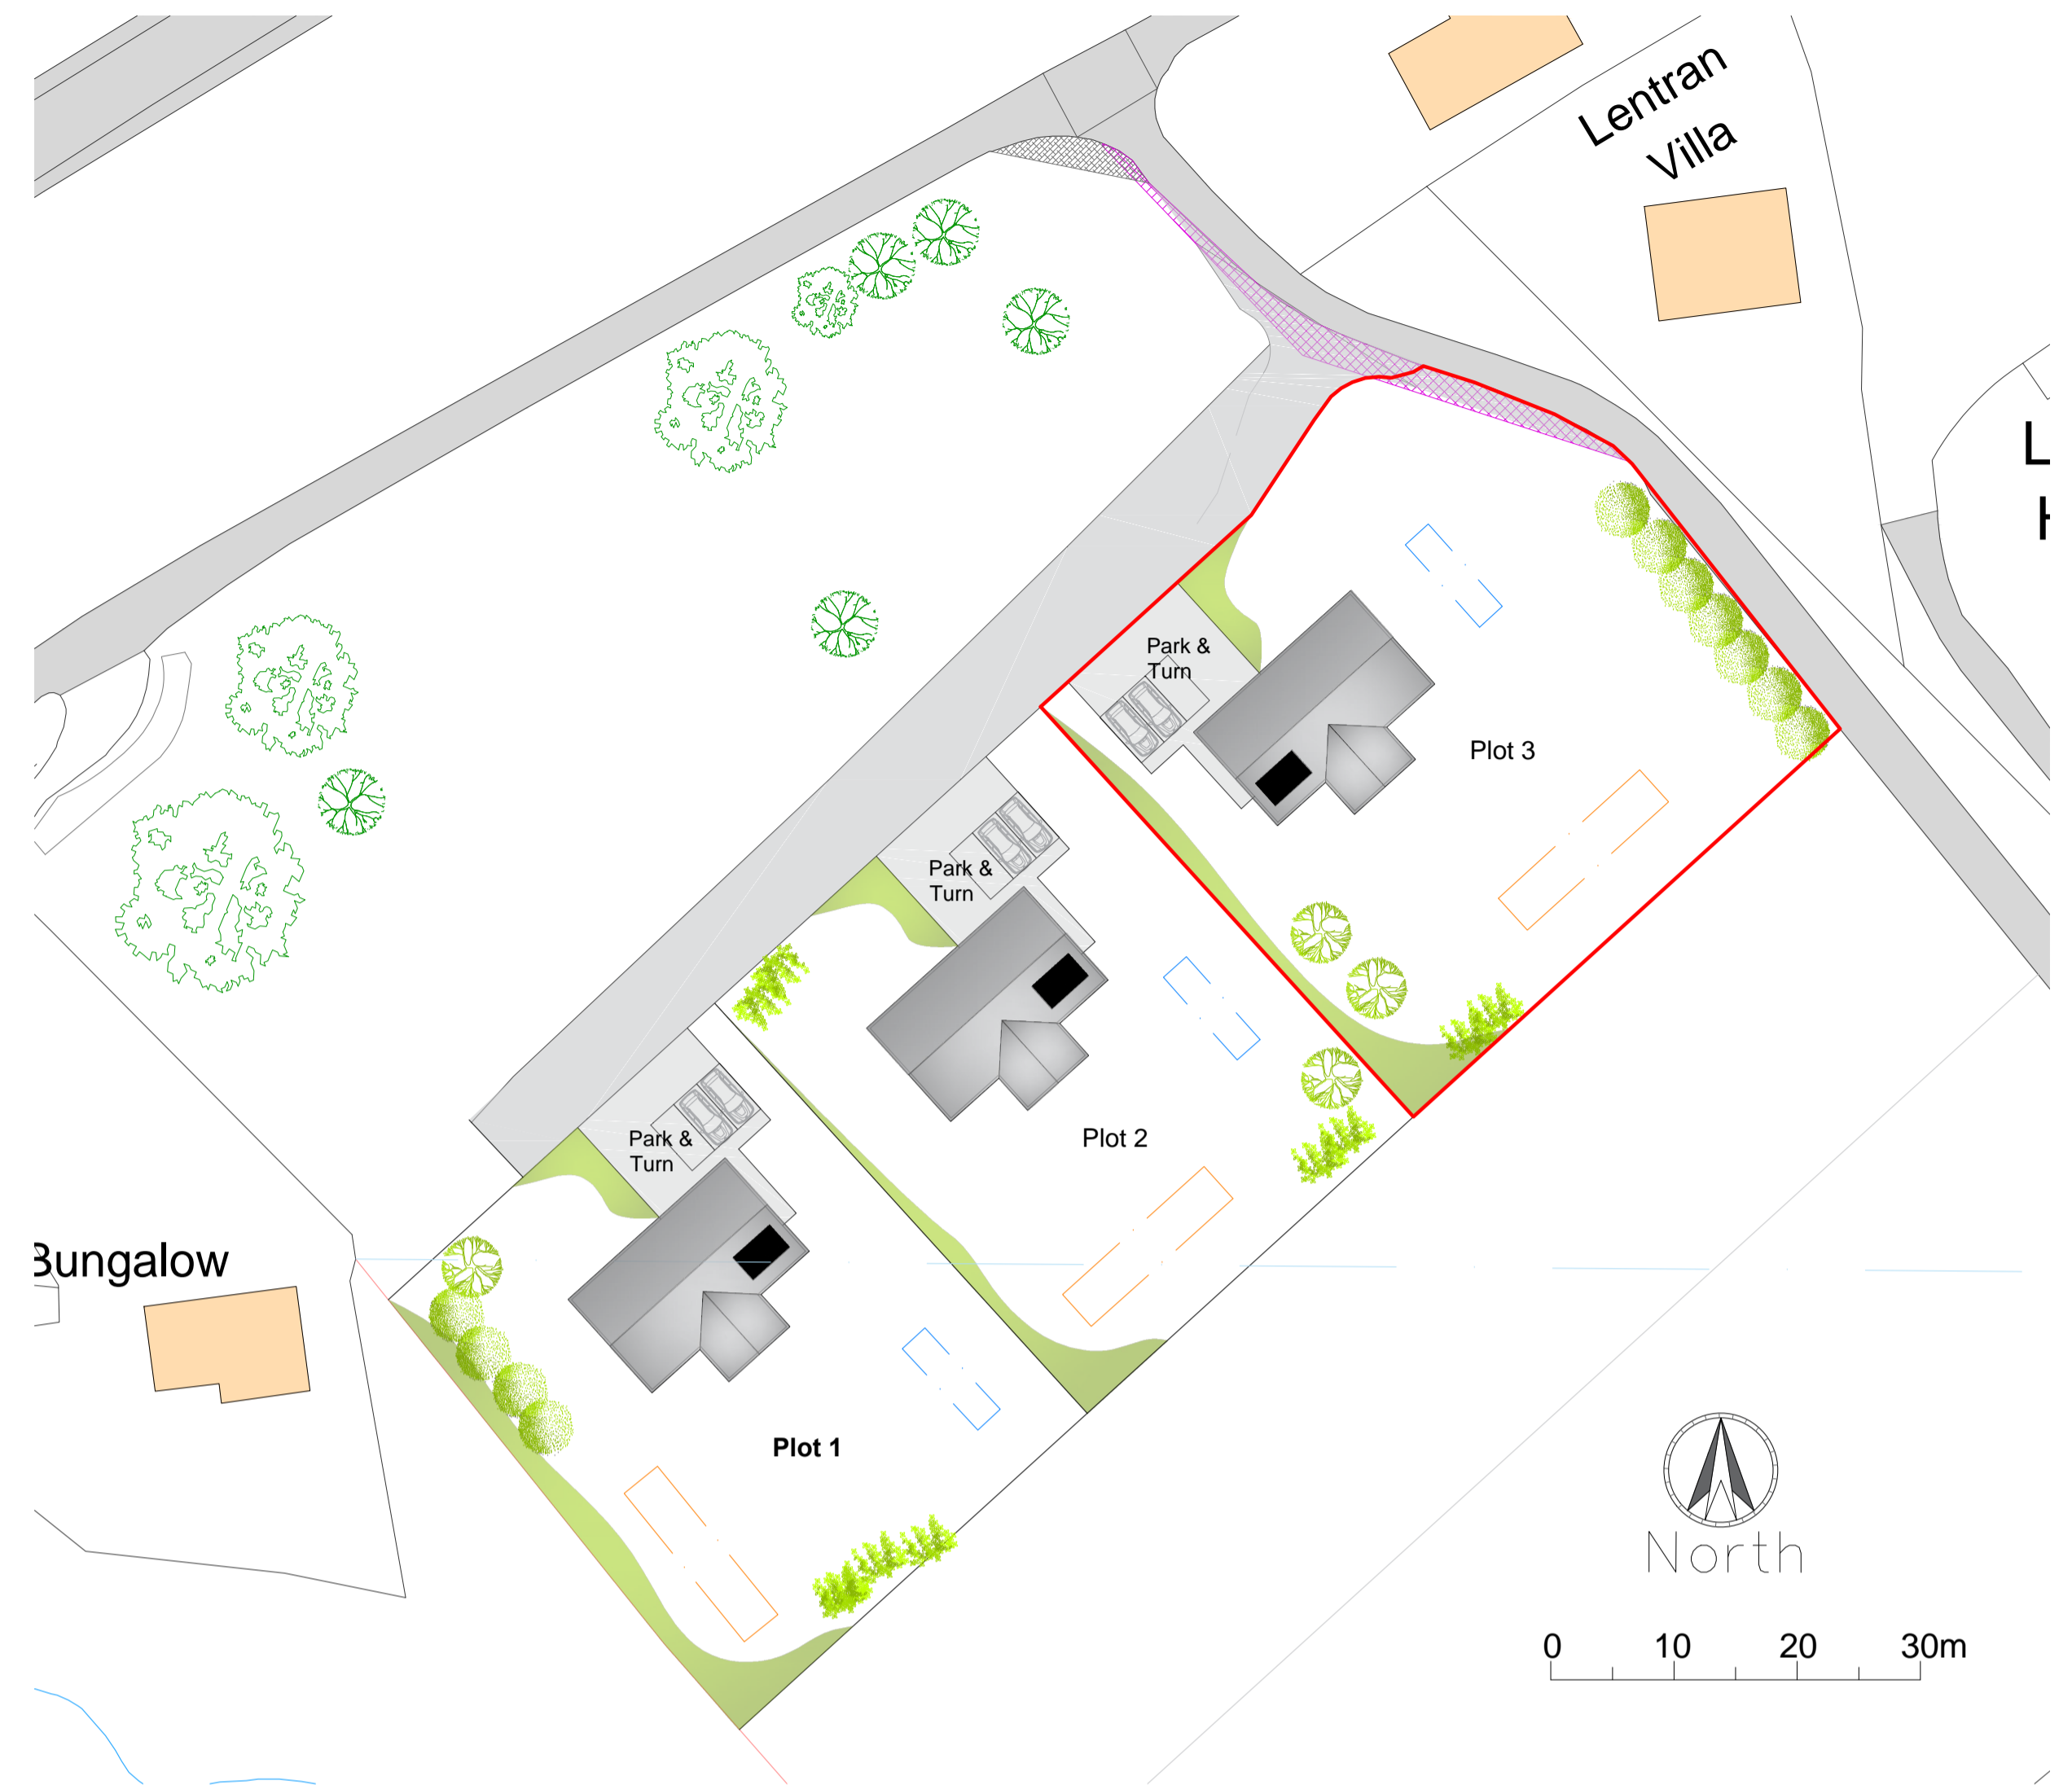 Lentran
Villa
L
H
Park &
Turn
Plot 3
Park &
Turn
Plot 2
Park &
Turn
Bungalow
Plot 1
North
0 10 20 30m